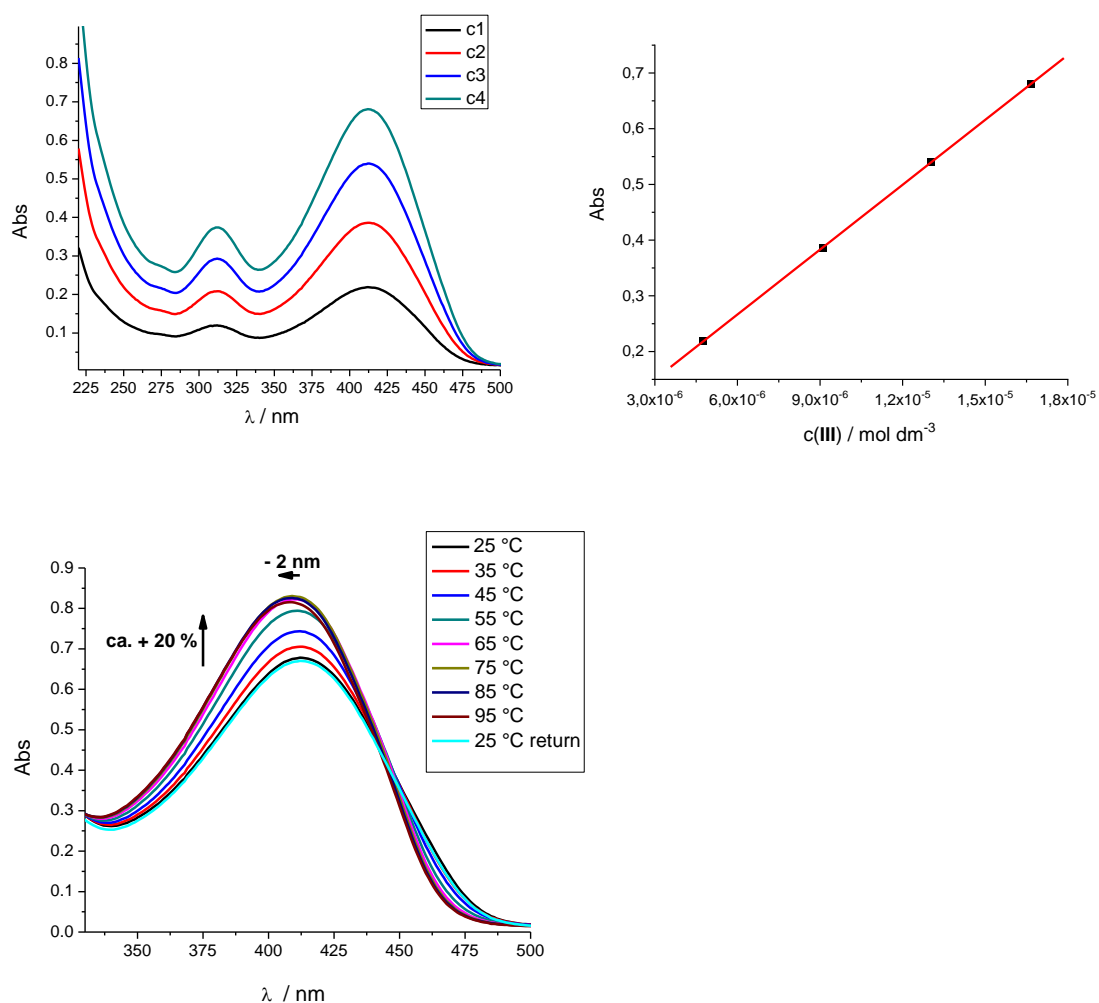 c1
c2
c3
c4
Abs
0.8
0.7
0.6
0.5
0.4
0.3
0.2
0.1
225 250 275 300 325 350 375 400 425 450 475 500
λ / nm
Abs
0,7
0,6
0,5
0,4
0,3
0,2
3,0x10⁻⁶ 6,0x10⁻⁶ 9,0x10⁻⁶ 1,2x10⁻⁵ 1,5x10⁻⁵ 1,8x10⁻⁵
c(III) / mol dm⁻³
25 °C
35 °C
45 °C
55 °C
65 °C
75 °C
85 °C
95 °C
25 °C return
- 2 nm
ca. + 20 %
Abs
0.9
0.8
0.7
0.6
0.5
0.4
0.3
0.2
0.1
0.0
350 375 400 425 450 475 500
λ / nm